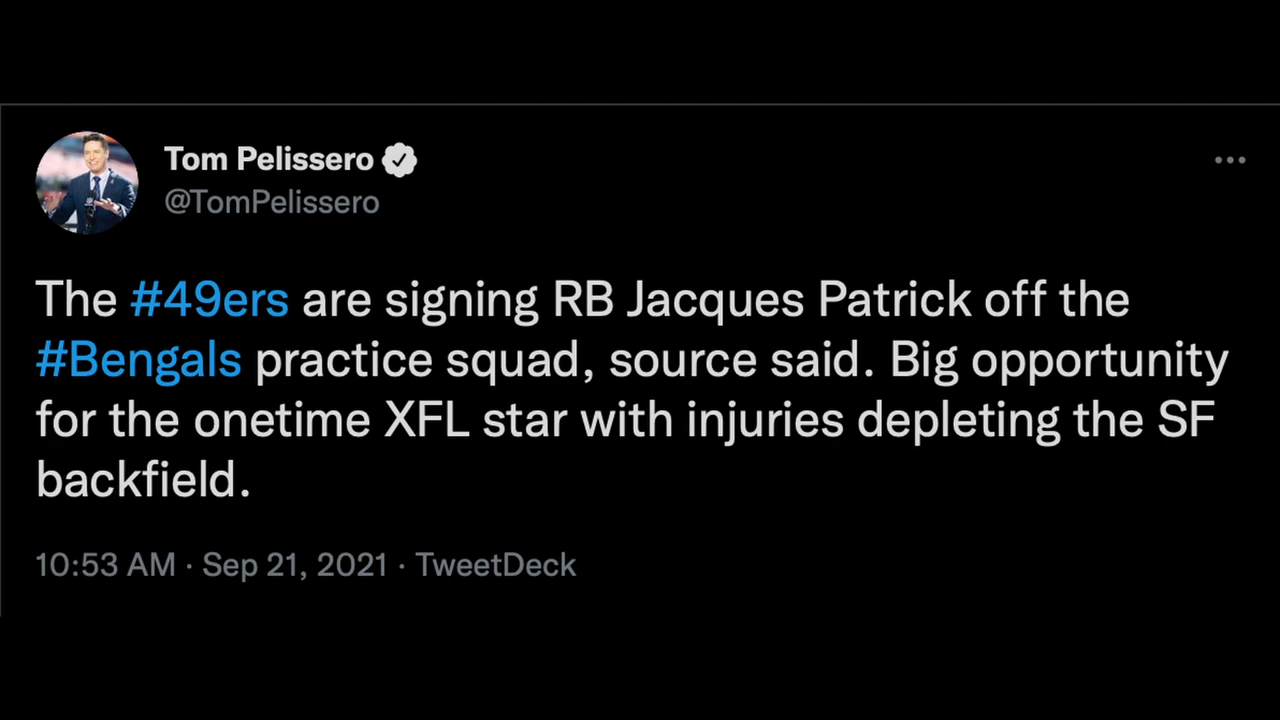 Tom Pelissero
@TomPelissero
The #49ers are signing RB Jacques Patrick off the
#Bengals practice squad, source said. Big opportunity
for the onetime XFL star with injuries depleting the SF
backfield.
10:53 AM · Sep 21, 2021 · TweetDeck